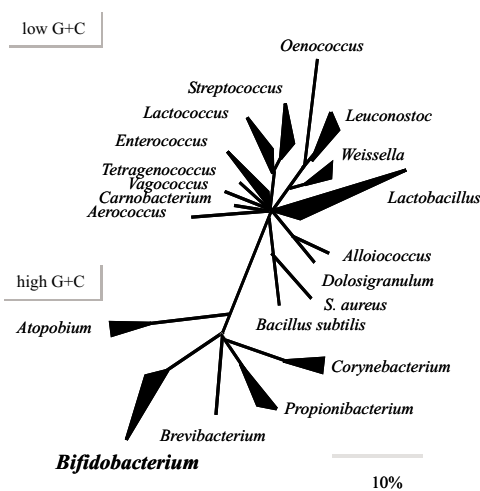 low G+C
Oenococcus
Streptococcus
Lactococcus
Leuconostoc
Enterococcus
Weissella
Tetragenococcus
Vagococcus
Carnobacterium
Lactobacillus
Aerococcus
Alloiococcus
high G+C
Dolosigranulum
S. aureus
Atopobium
Bacillus subtilis
Corynebacterium
Propionibacterium
Brevibacterium
Bifidobacterium
10%